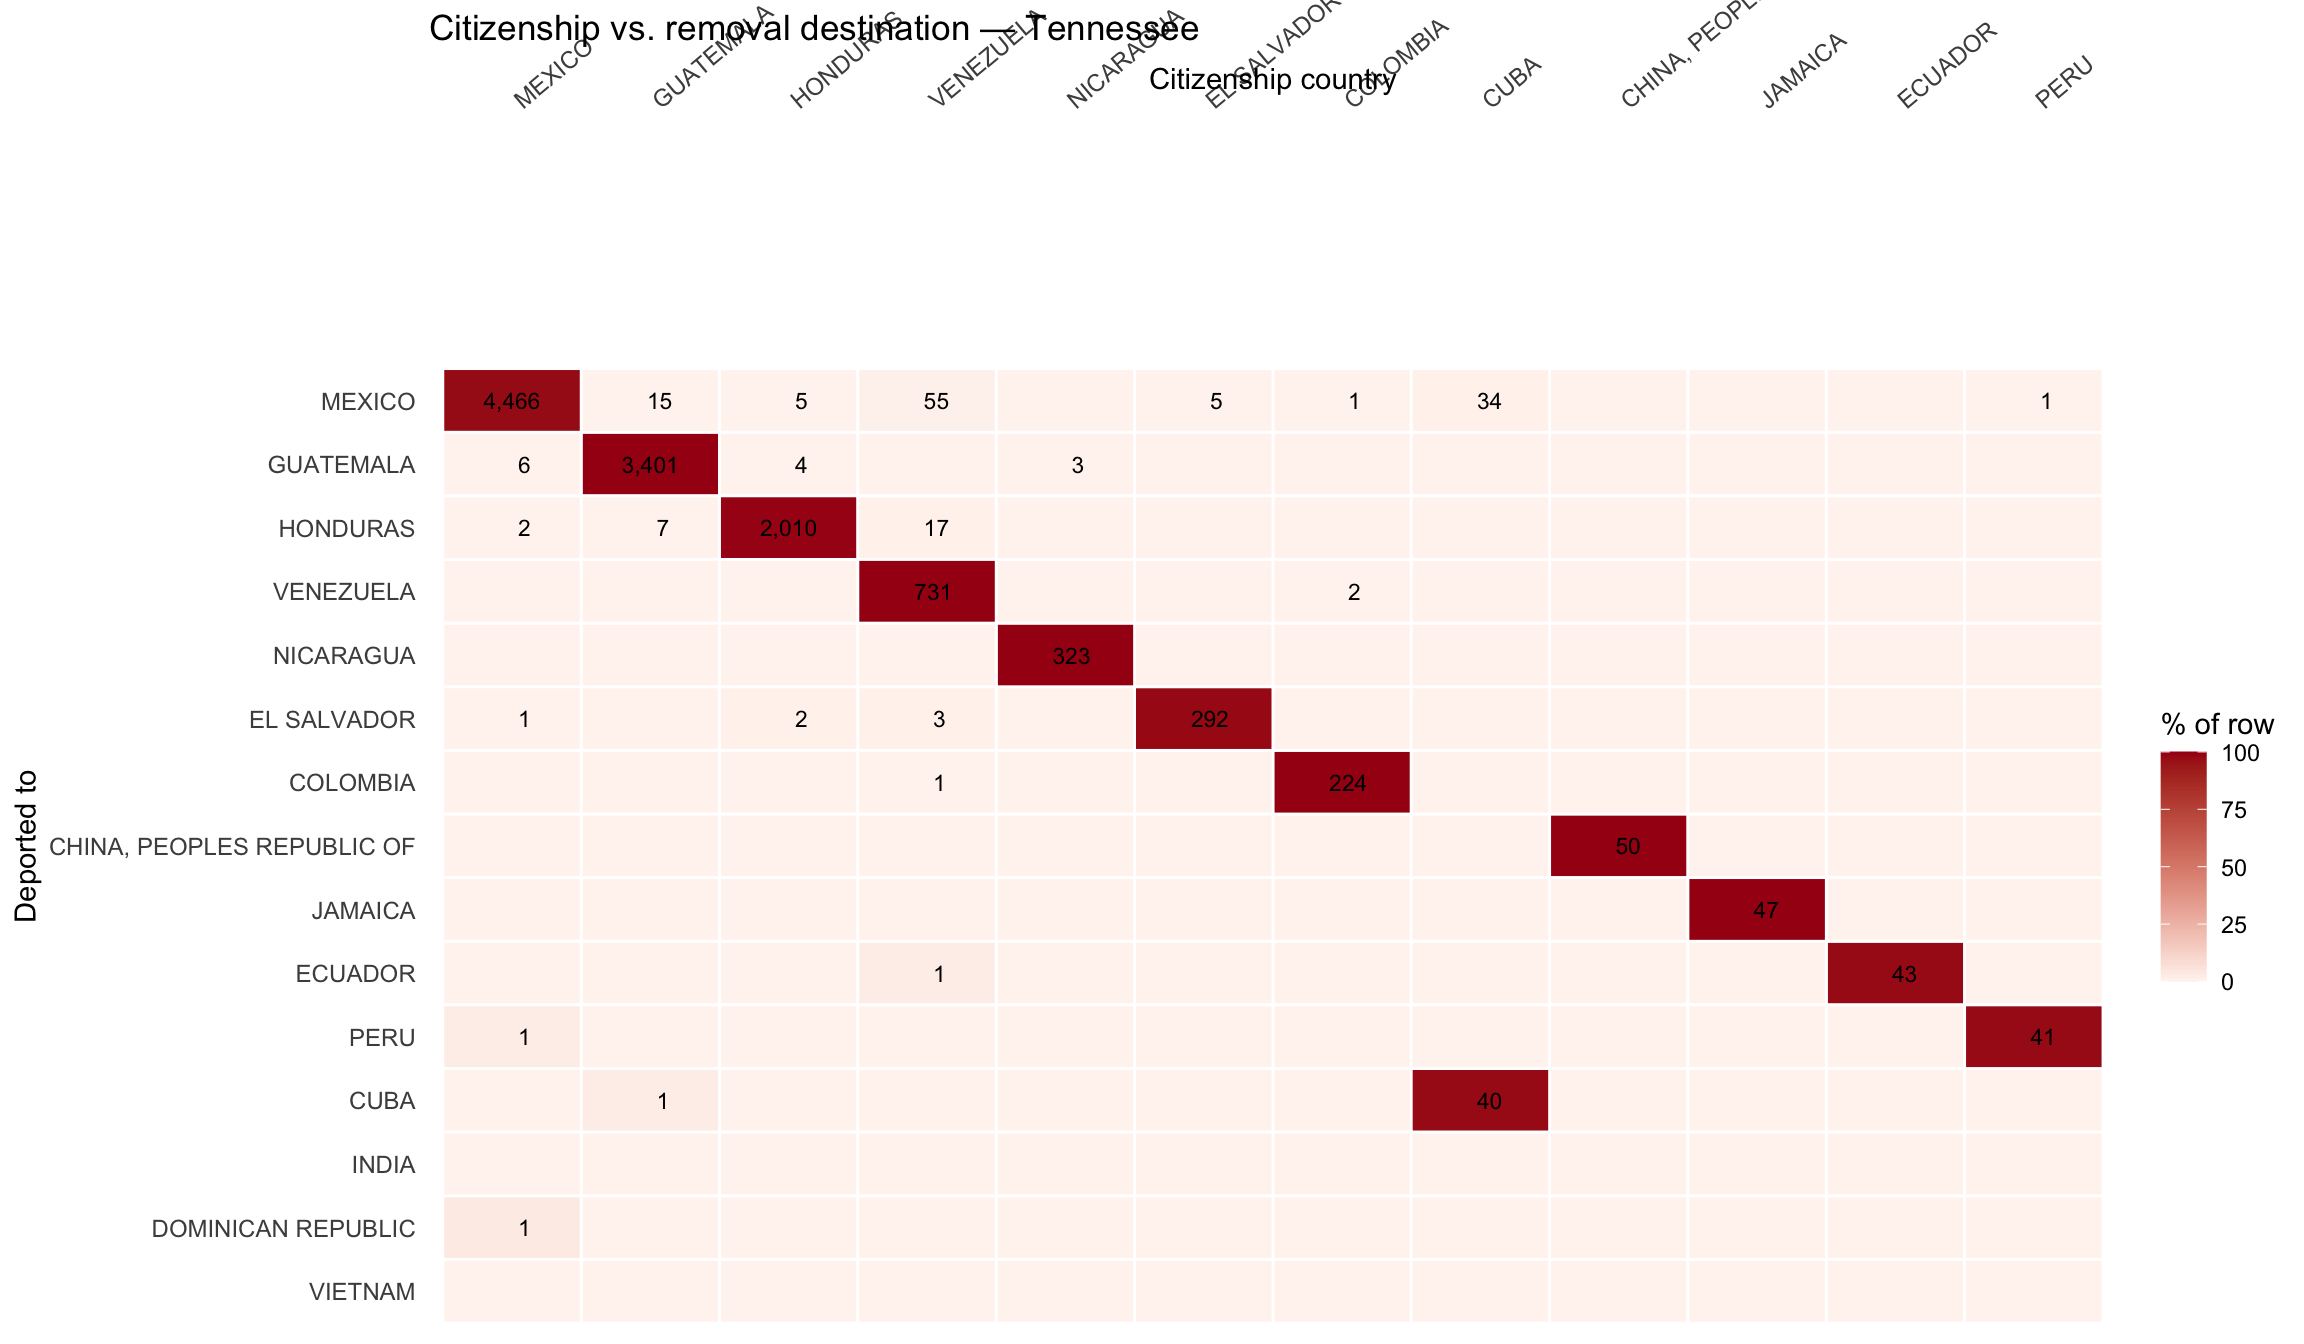 Citizenship vs. removal destination — Tennessee
Citizenship country
MEXICO GUATEMALA HONDURAS VENEZUELA NICARAGUA EL SALVADOR COLOMBIA CUBA CHINA, PEOPLE JAMAICA ECUADOR PERU
MEXICO 4,466 15 5 55 5 1 34 1
GUATEMALA 6 3,401 4 3
HONDURAS 2 7 2,010 17
VENEZUELA 731 2
NICARAGUA 323
EL SALVADOR 1 2 3 292
COLOMBIA 1 224
CHINA, PEOPLES REPUBLIC OF 50
JAMAICA 47
ECUADOR 1 43
PERU 1 41
CUBA 1 40
INDIA
DOMINICAN REPUBLIC 1
VIETNAM
Deported to
% of row
100
75
50
25
0